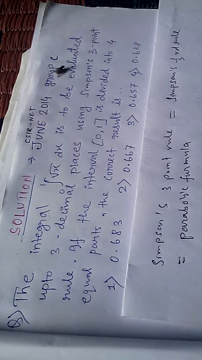 SOLUTION → CSIR-NET
JUNE 2014, group C
Q) The integral ∫₀¹ √x dx is to be evaluated
upto 3-decimal places using Simpson's 3-point
rule. If the interval [0,1] is divided into 4
equal parts, the correct result is..
1) 0.683 2) 0.667 3) 0.657 4) 0.638
Simpson's 3 point rule = Simpson's 1/3 rule
= parabolic formula